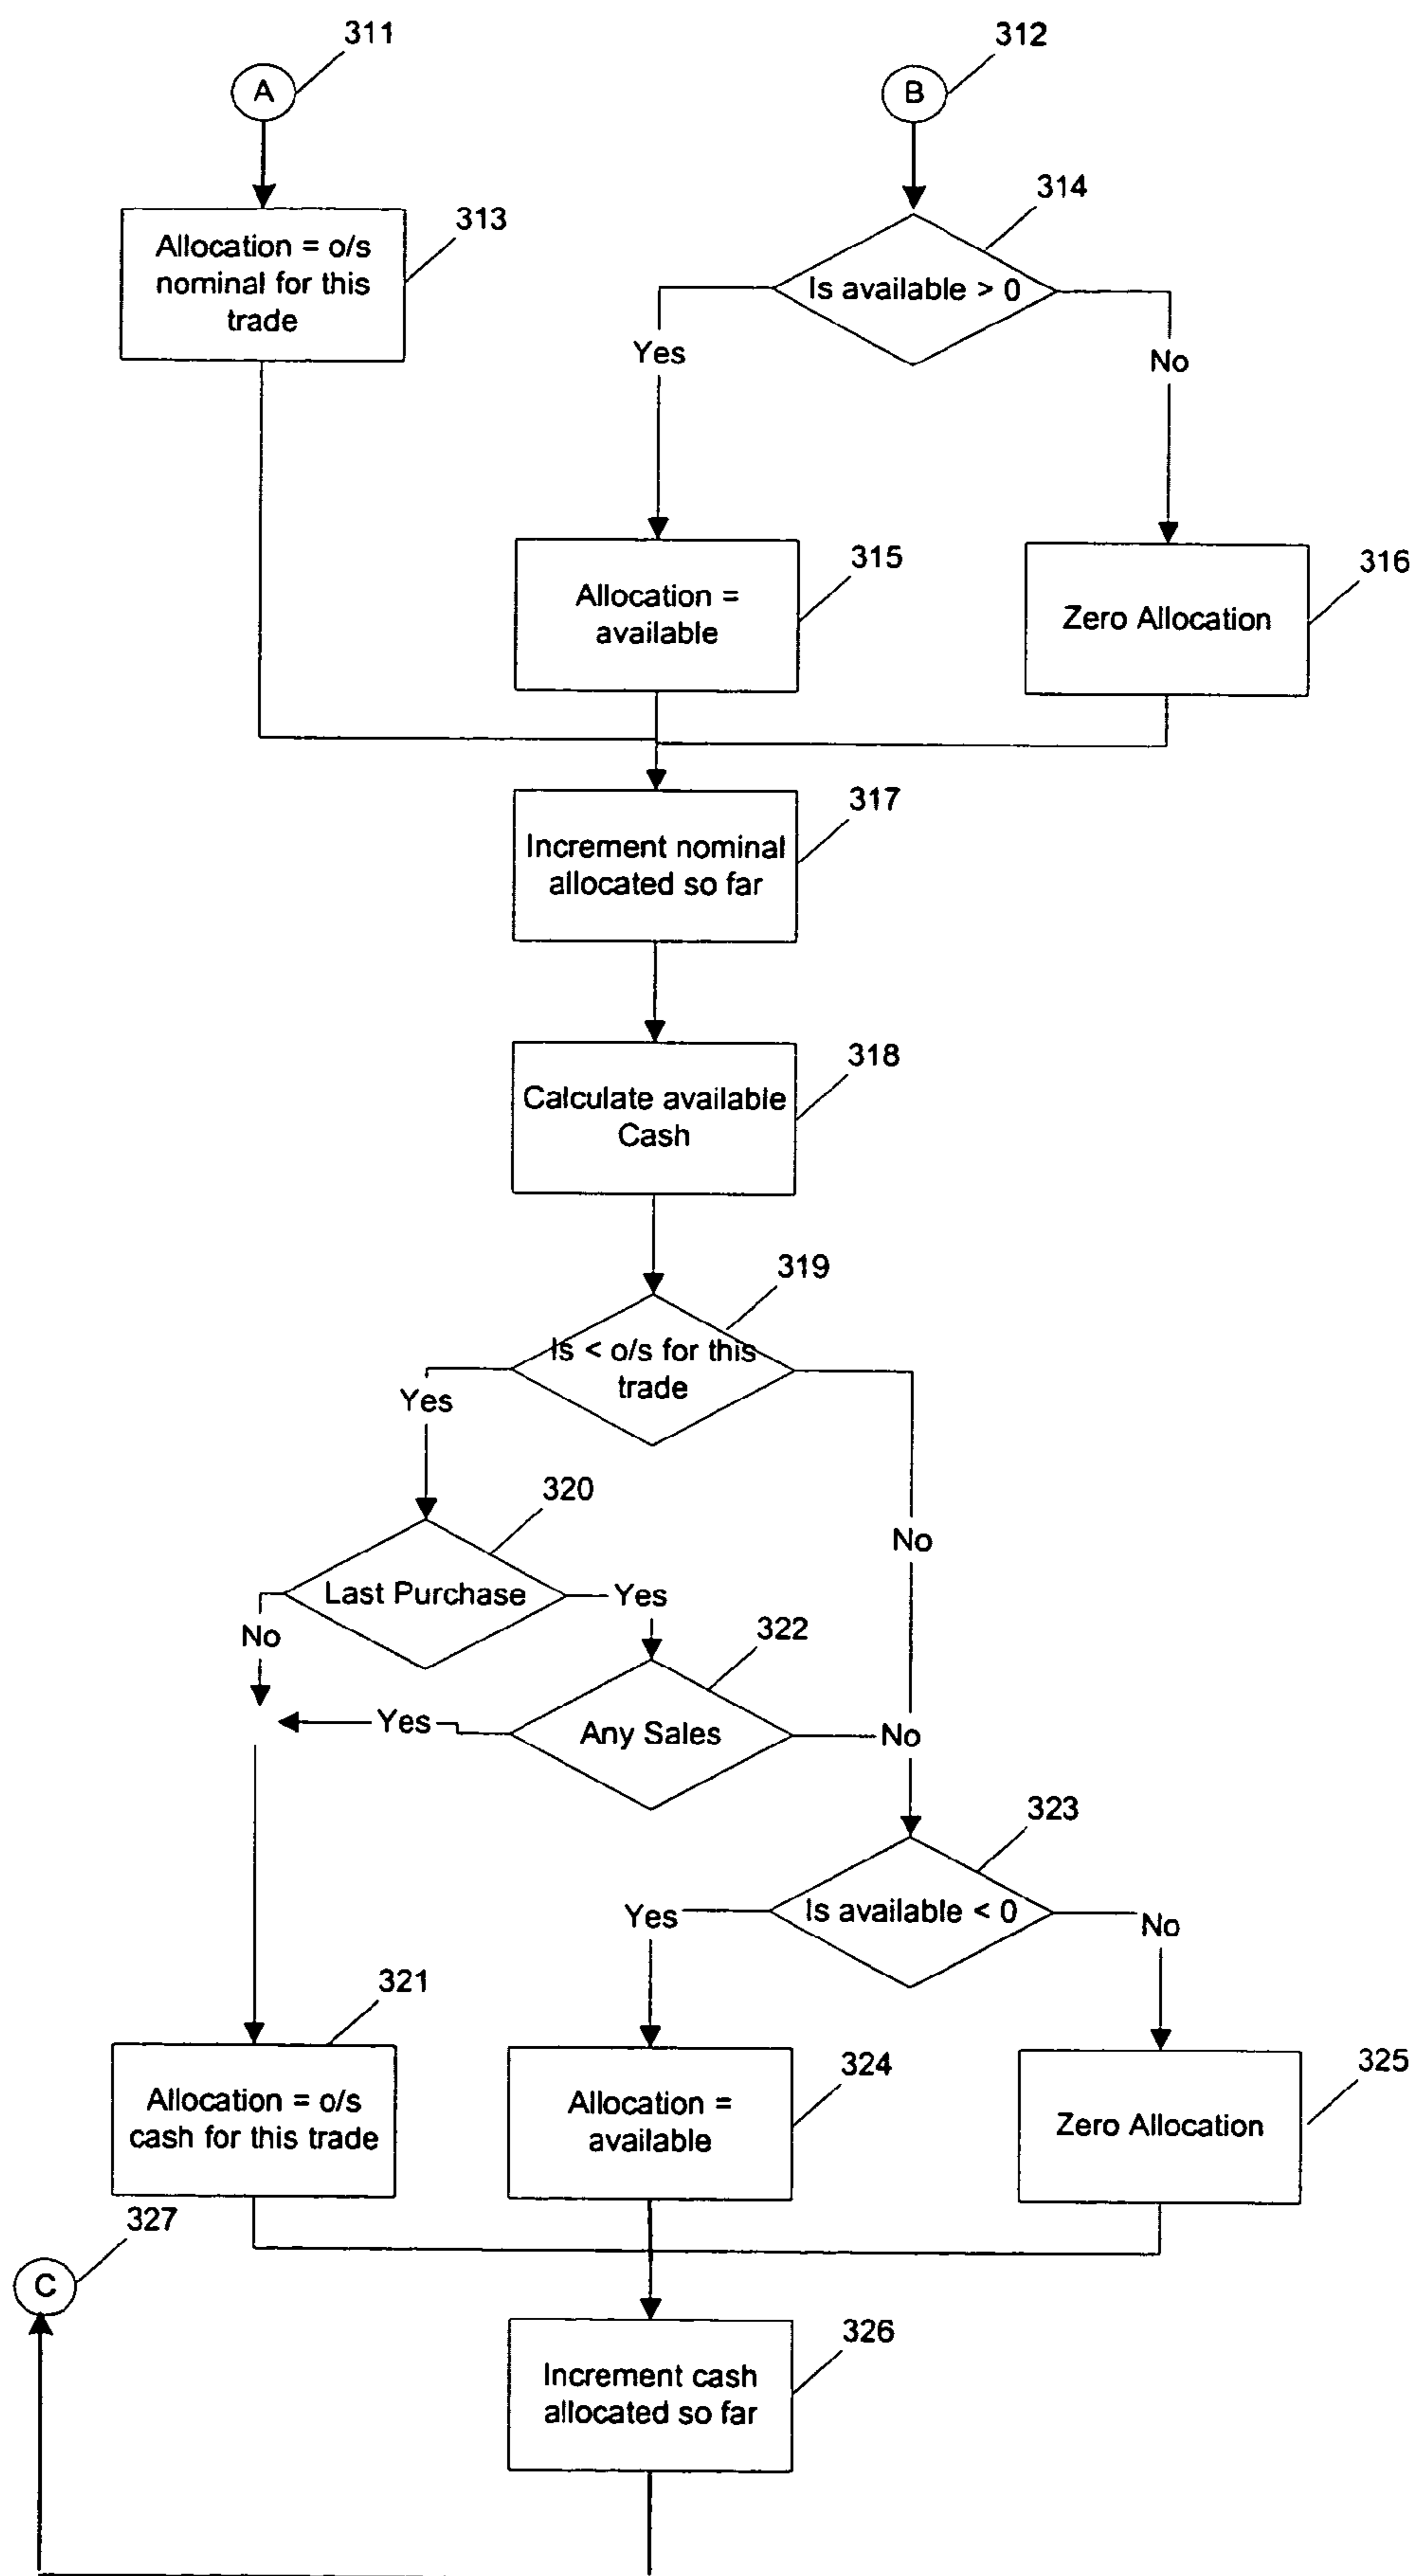 311
312
A
B
314
313
Allocation = o/s
nominal for this
trade
Is available > 0
Yes
No
315
316
Allocation =
available
Zero Allocation
317
Increment nominal
allocated so far
318
Calculate available
Cash
319
Is < o/s for this
trade
Yes
320
No
Last Purchase
Yes
No
322
Yes
Any Sales
No
323
Is available < 0
Yes
No
321
324
325
Allocation = o/s
cash for this trade
Allocation =
available
Zero Allocation
327
C
326
Increment cash
allocated so far